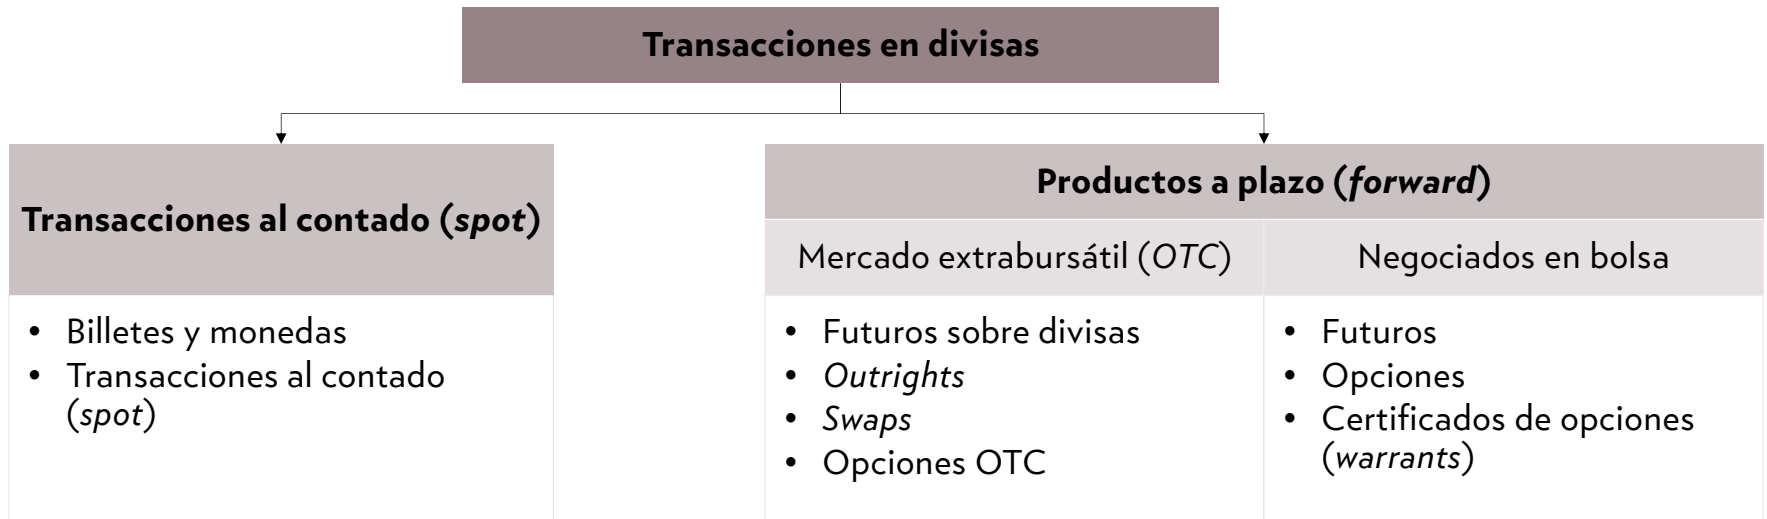 Transacciones en divisas
Transacciones al contado (spot)
• Billetes y monedas
• Transacciones al contado
(spot)
Productos a plazo (forward)
Mercado extrabursátil (OTC)
• Futuros sobre divisas
• Outrights
• Swaps
• Opciones OTC
Negociados en bolsa
• Futuros
• Opciones
• Certificados de opciones
(warrants)